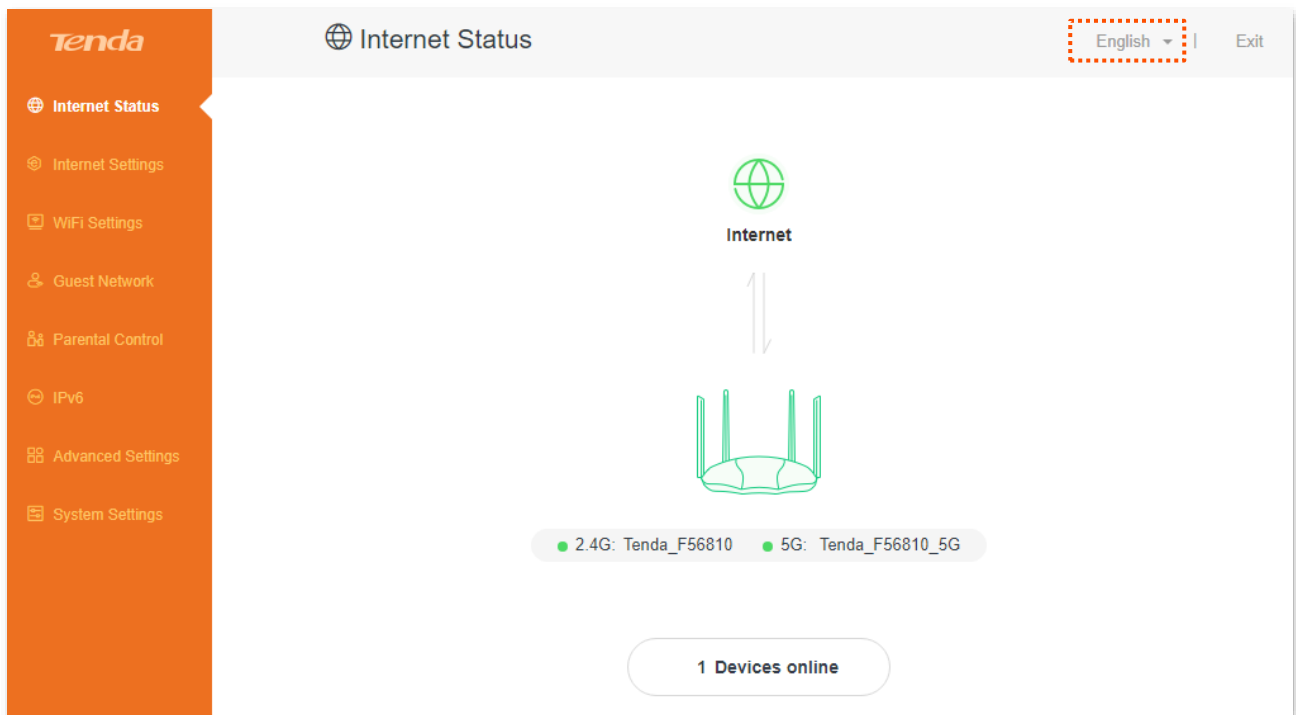 Tenda
Internet Status
English | Exit
Internet Status
Internet Settings
WiFi Settings
Guest Network
Parental Control
IPv6
Advanced Settings
System Settings
Internet
2.4G: Tenda_F56810 5G: Tenda_F56810_5G
1 Devices online